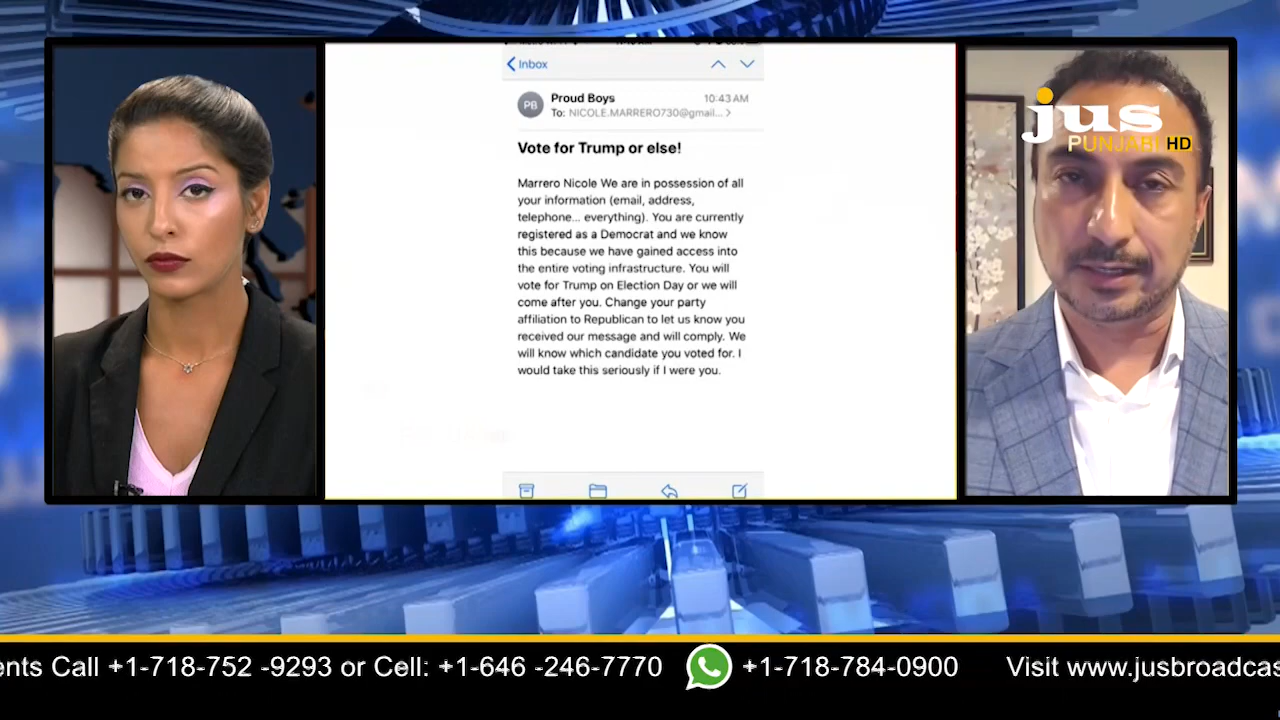 Inbox
PB
Proud Boys
10:43 AM
To: NICOLE.MARRERO730@gmail...
Vote for Trump or else!
Marrero Nicole We are in possession of all
your information (email, address,
telephone... everything). You are currently
registered as a Democrat and we know
this because we have gained access into
the entire voting infrastructure. You will
vote for Trump on Election Day or we will
come after you. Change your party
affiliation to Republican to let us know you
received our message and will comply. We
will know which candidate you voted for. I
would take this seriously if I were you.
jus
PUNJABI HD
ents Call +1-718-752 -9293 or Cell: +1-646 -246-7770 +1-718-784-0900 Visit www.jusbroadcas